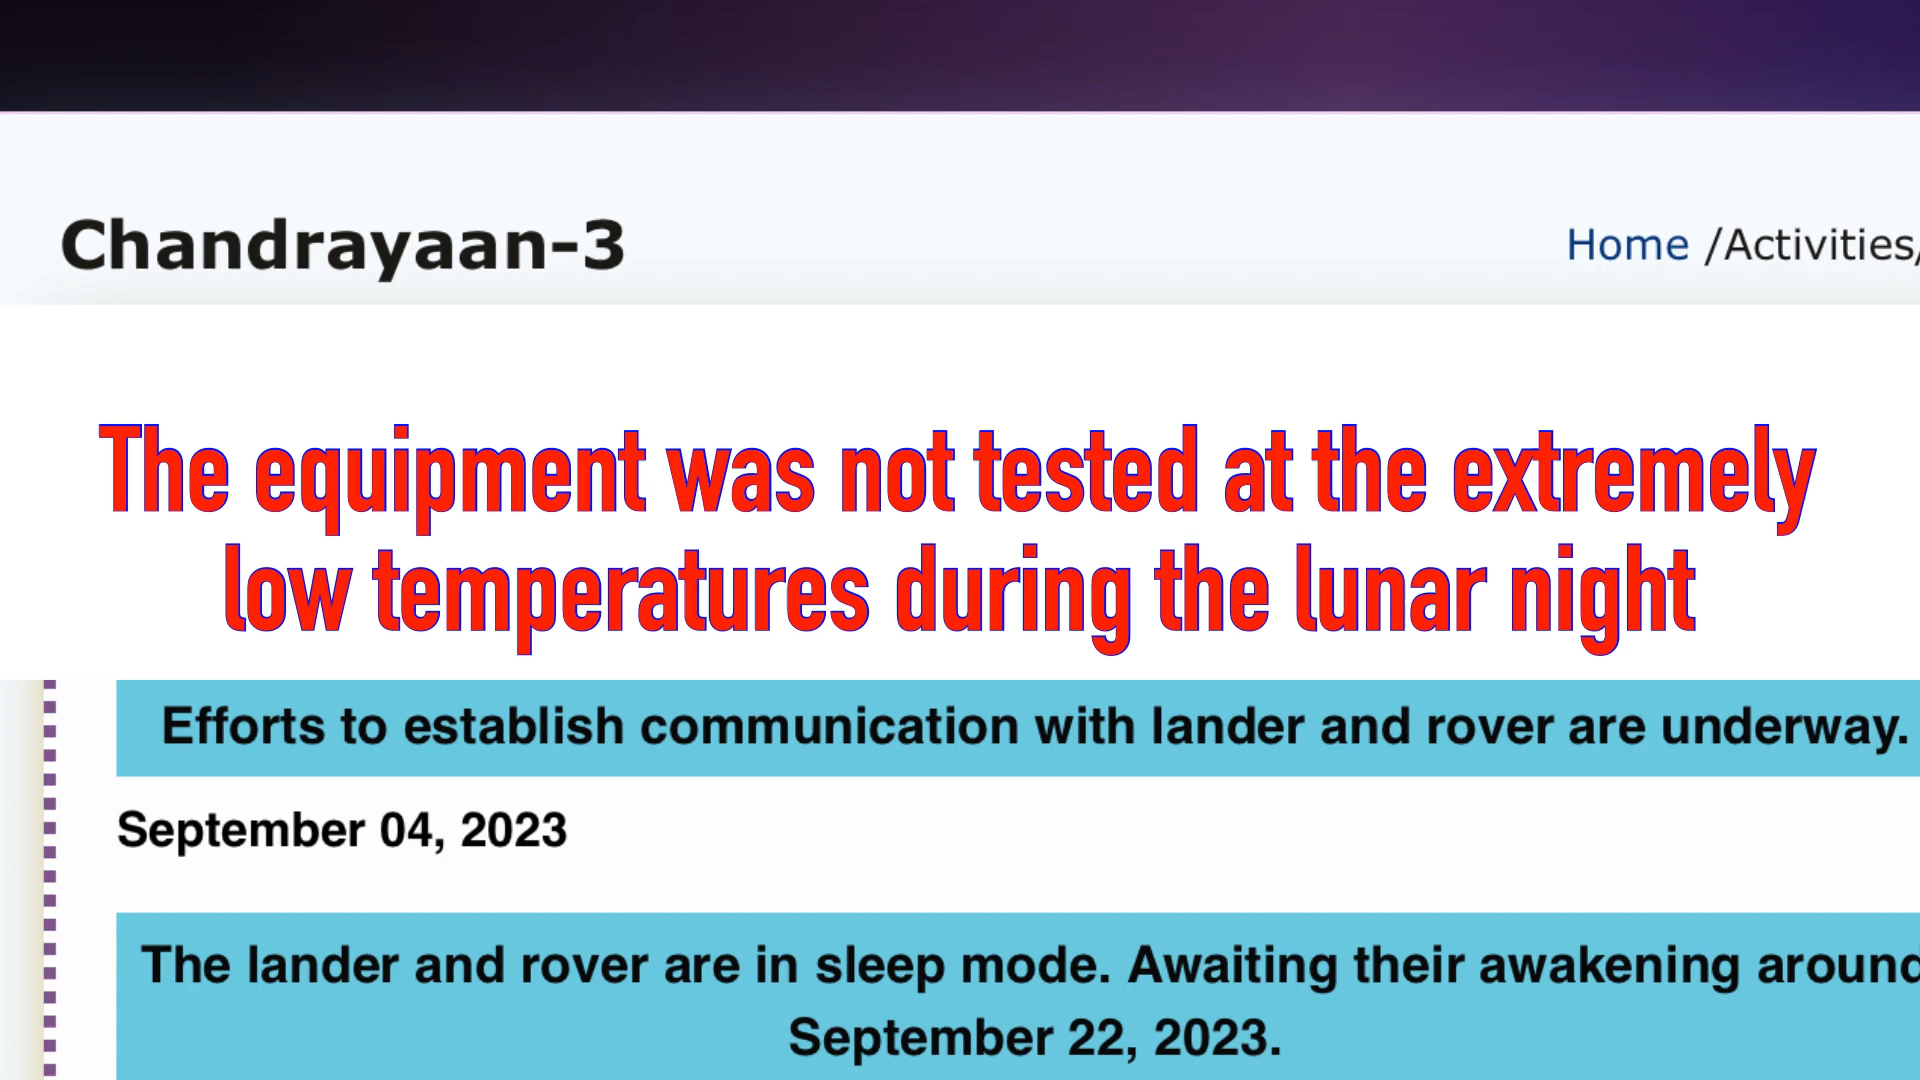 Chandrayaan-3
Home /Activities/
The equipment was not tested at the extremely
low temperatures during the lunar night
Efforts to establish communication with lander and rover are underway.
September 04, 2023
The lander and rover are in sleep mode. Awaiting their awakening around
September 22, 2023.